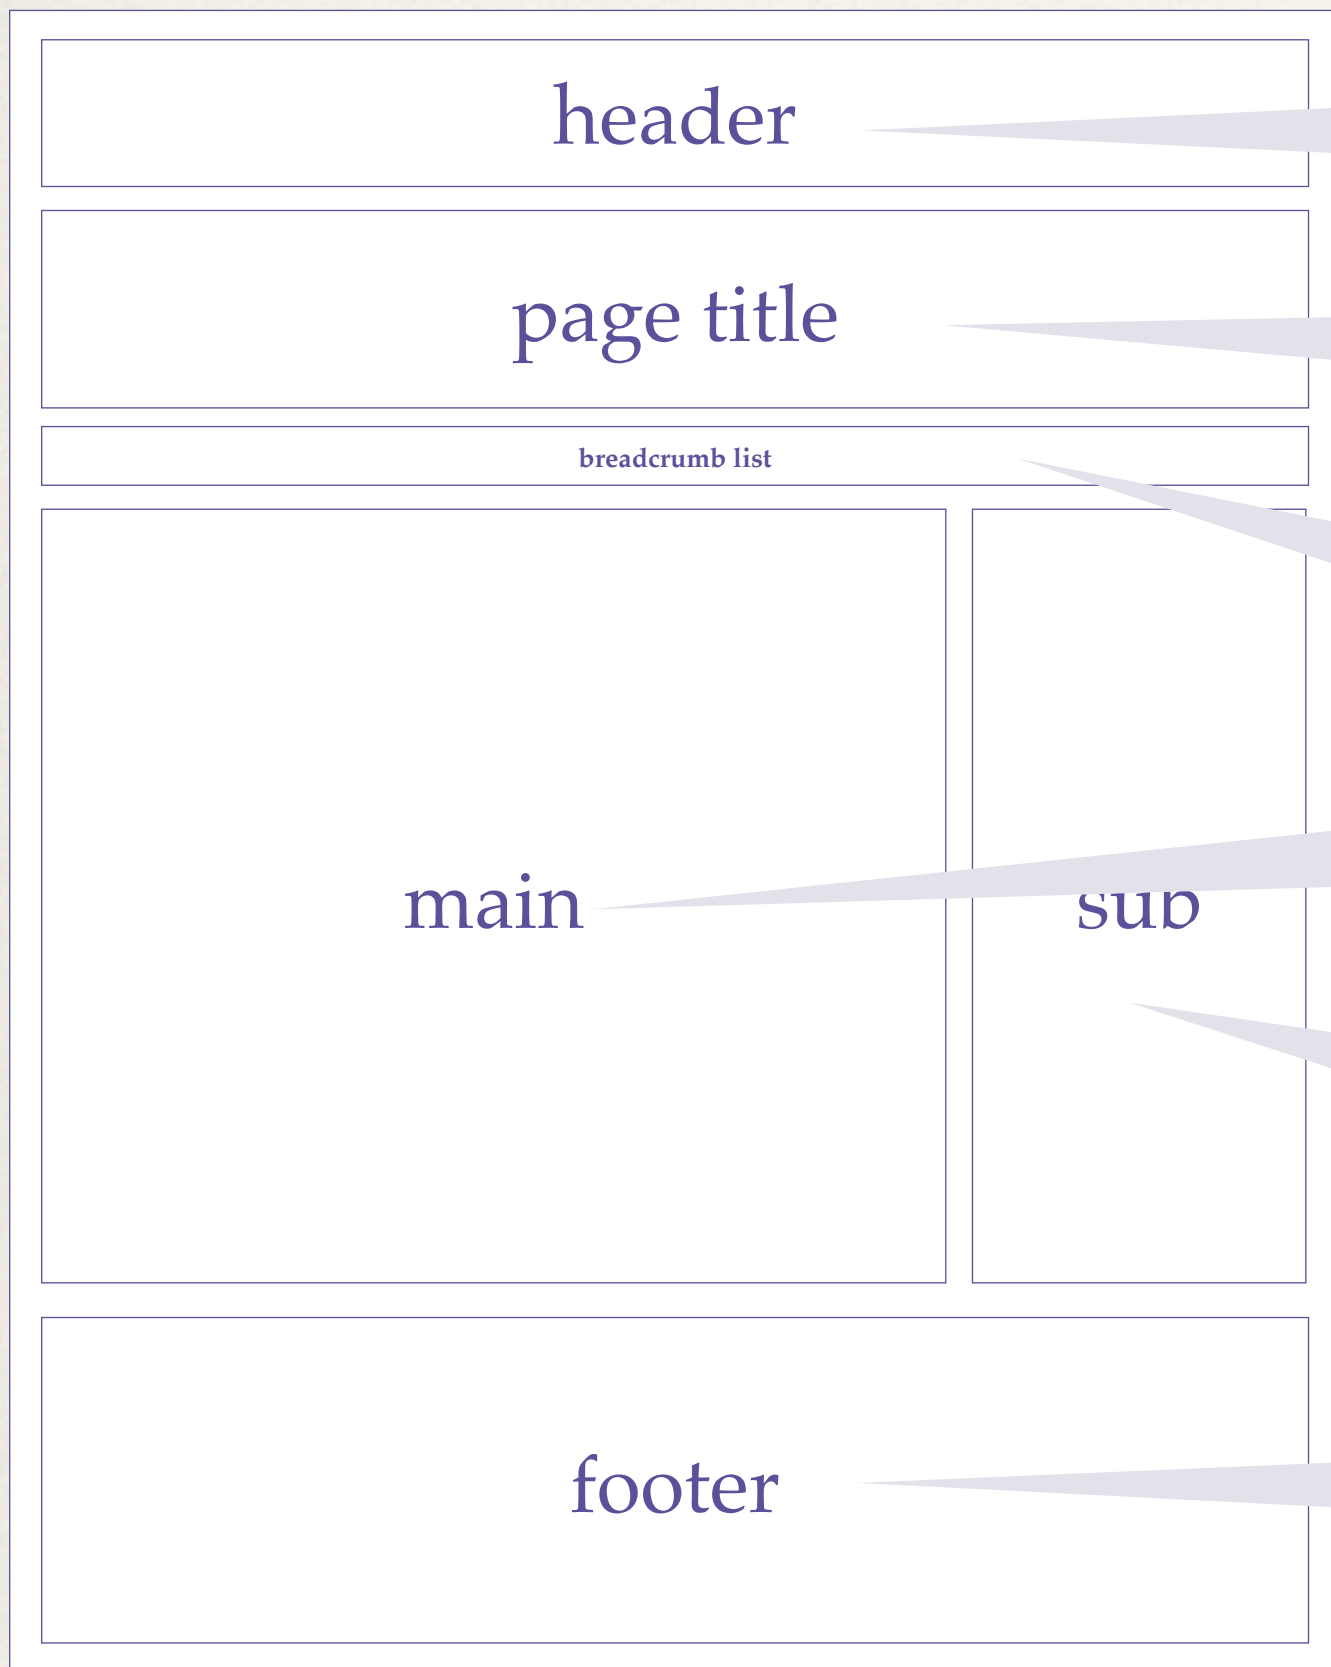 header
page title
breadcrumb list
main
sub
footer